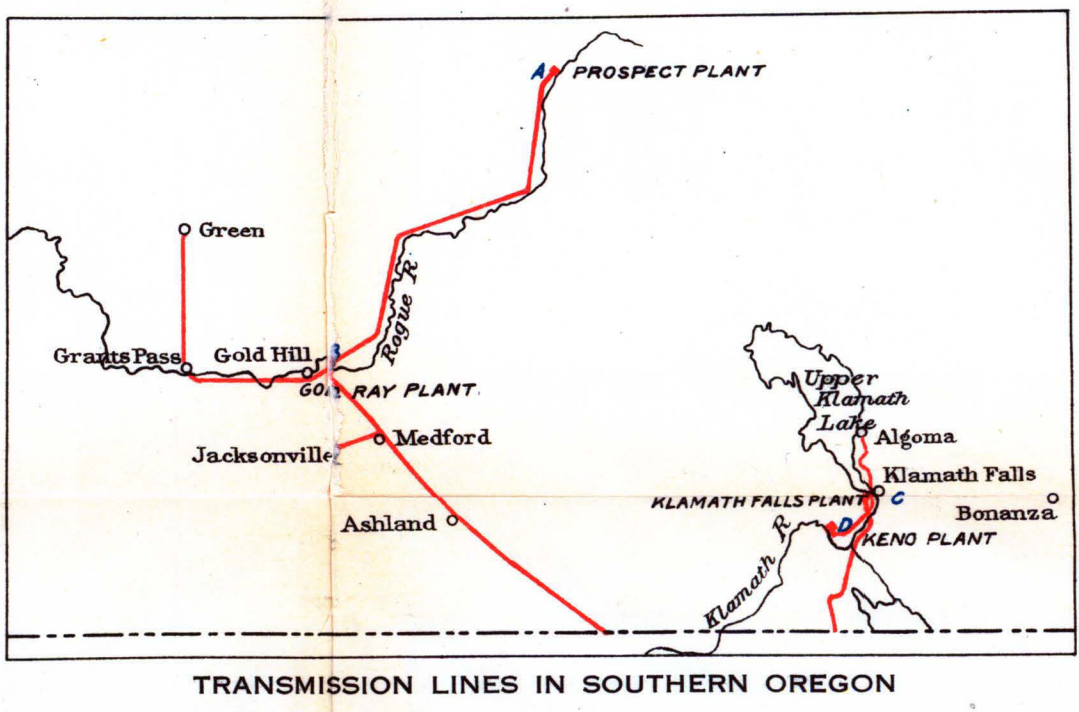 A PROSPECT PLANT
Green
Rogue R
B
Grants Pass
Gold Hill
RAY PLANT.
Upper
Klamath
Lake
Algoma
Medford
Jacksonville
Klamath Falls
KLAMATH FALLS PLANT
C
Bonanza
Ashland
D
KENO PLANT
Klamath R
TRANSMISSION LINES IN SOUTHERN OREGON